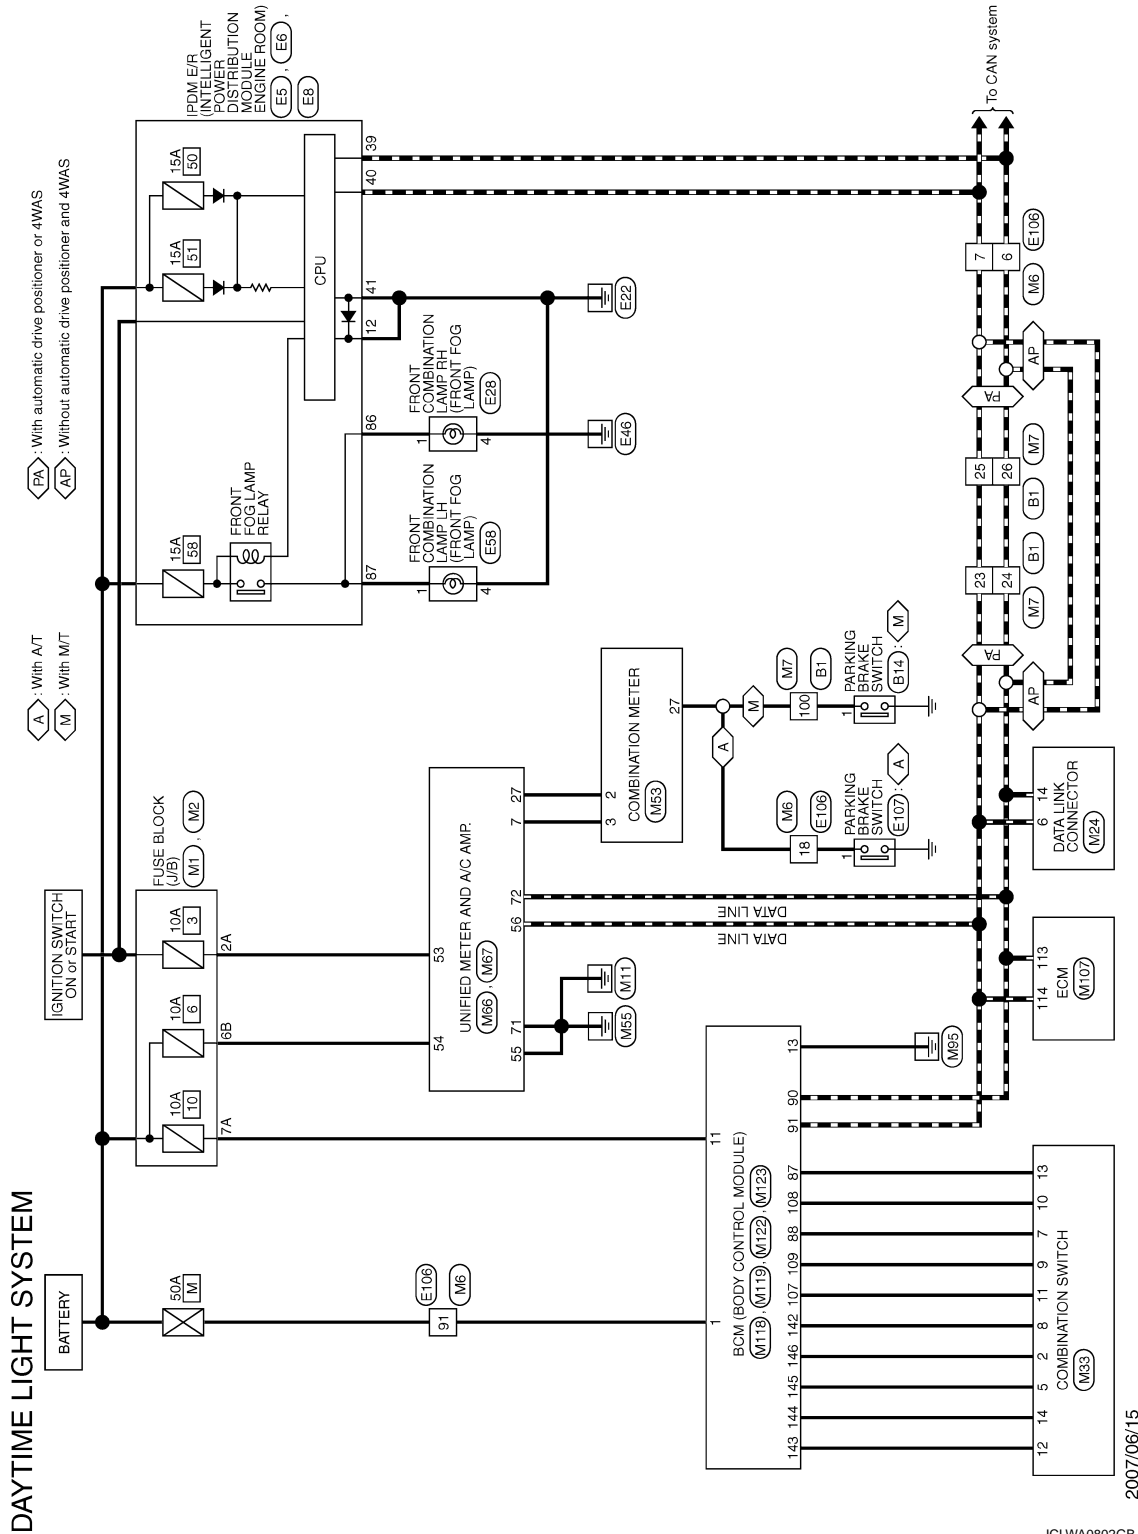 DAYTIME LIGHT SYSTEM
A : With A/T
M : With M/T
PA : With automatic drive positioner or 4WAS
AP : Without automatic drive positioner and 4WAS
BATTERY
IGNITION SWITCH
ON or START
50A
M
10A
10
10A
6
10A
3
FUSE BLOCK
(J/B)
M1 , M2
7A
6B
2A
15A
58
15A
51
15A
50
FRONT
FOG LAMP
RELAY
CPU
IPDM E/R
(INTELLIGENT
POWER
DISTRIBUTION
MODULE
ENGINE ROOM)
E5 , E6 ,
E8
87
86
12
41
40
39
E106
M6
91
54
53
UNIFIED METER AND A/C AMP.
M66 , M67
55
71
56
72
7
27
M55
M11
DATA LINE
DATA LINE
FRONT
COMBINATION
LAMP LH
(FRONT FOG
LAMP)
E58
1
4
FRONT
COMBINATION
LAMP RH
(FRONT FOG
LAMP)
E28
1
4
E46
E22
3
2
27
COMBINATION METER
M53
A
M
M6
E106
18
M7
B1
100
1
PARKING
BRAKE
SWITCH
E107 : A
1
PARKING
BRAKE
SWITCH
B14 : M
1
11
13
BCM (BODY CONTROL MODULE)
M118 , M119 , M122 , M123
143
144
145
146
142
107
109
88
108
87
91
90
M95
12
14
5
2
8
11
9
7
10
13
COMBINATION SWITCH
M33
114
113
ECM
M107
6
14
DATA LINK
CONNECTOR
M24
AP
PA
23
24
M7
B1
25
26
B1
M7
PA
AP
7
6
M6
E106
To CAN system
2007/06/15